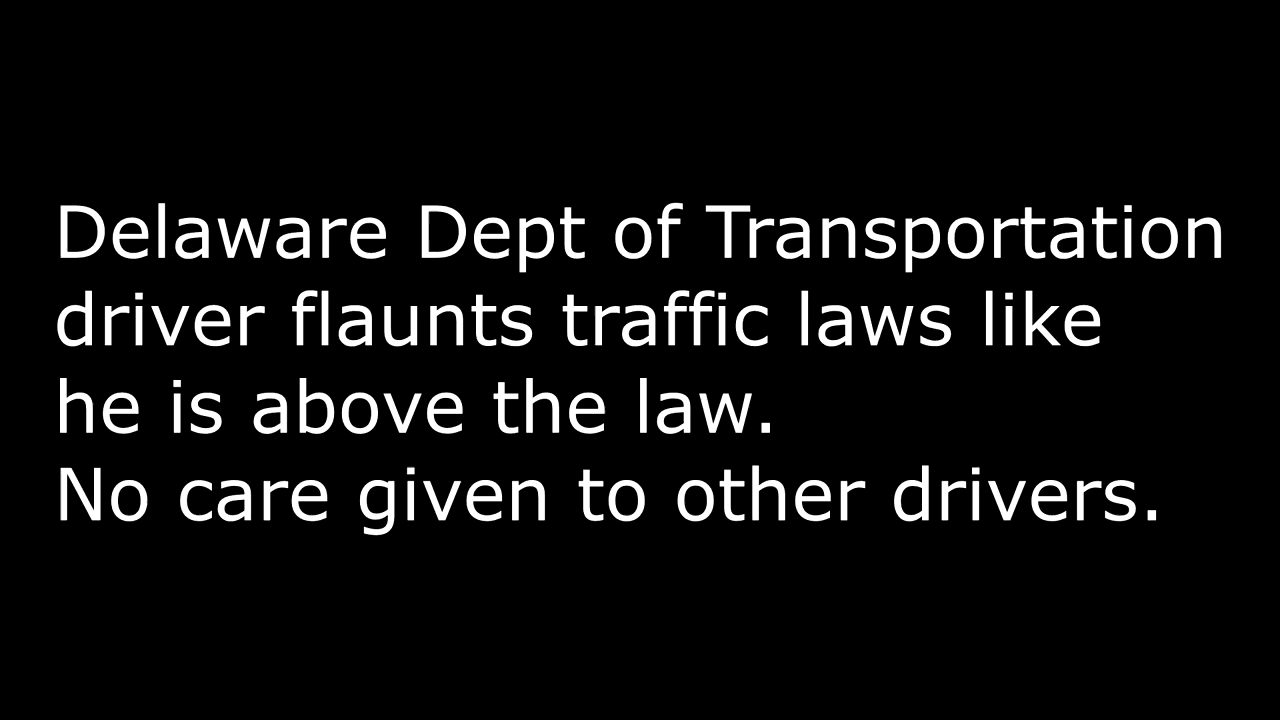 Delaware Dept of Transportation
driver flaunts traffic laws like
he is above the law.
No care given to other drivers.